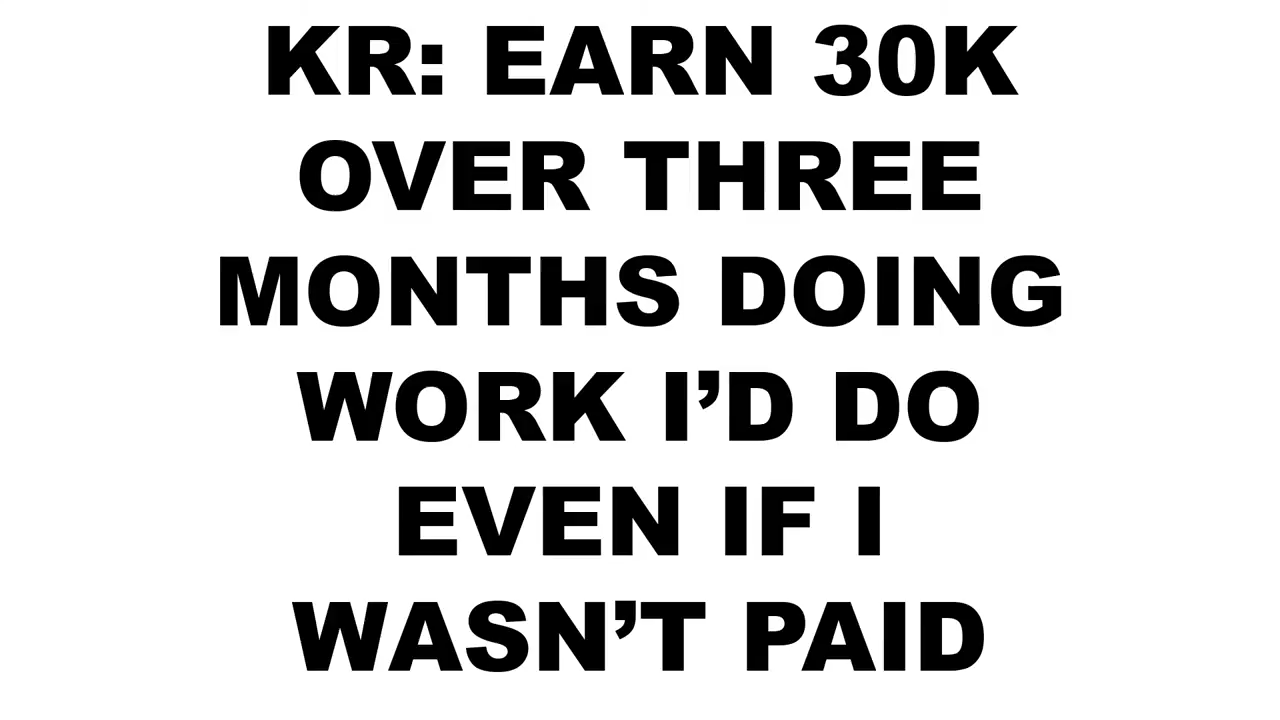 KR: EARN 30K
OVER THREE
MONTHS DOING
WORK I’D DO
EVEN IF I
WASN’T PAID